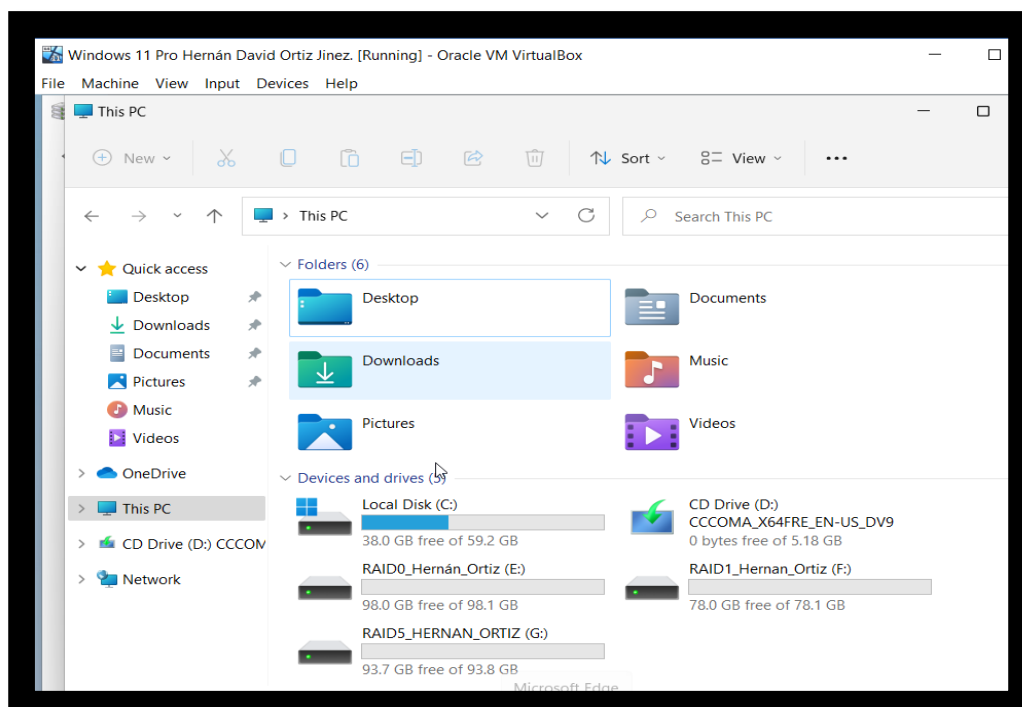 Windows 11 Pro Hernán David Ortiz Jinez. [Running] - Oracle VM VirtualBox
File Machine View Input Devices Help
This PC
New
Sort
View
This PC
Search This PC
Quick access
Desktop
Downloads
Documents
Pictures
Music
Videos
OneDrive
This PC
CD Drive (D:) CCCOM
Network
Folders (6)
Desktop
Documents
Downloads
Music
Pictures
Videos
Devices and drives (5)
Local Disk (C:)
38.0 GB free of 59.2 GB
CD Drive (D:)
CCCOMA_X64FRE_EN-US_DV9
0 bytes free of 5.18 GB
RAID0_Hernán_Ortiz (E:)
98.0 GB free of 98.1 GB
RAID1_Hernan_Ortiz (F:)
78.0 GB free of 78.1 GB
RAID5_HERNAN_ORTIZ (G:)
93.7 GB free of 93.8 GB
Microsoft Edge